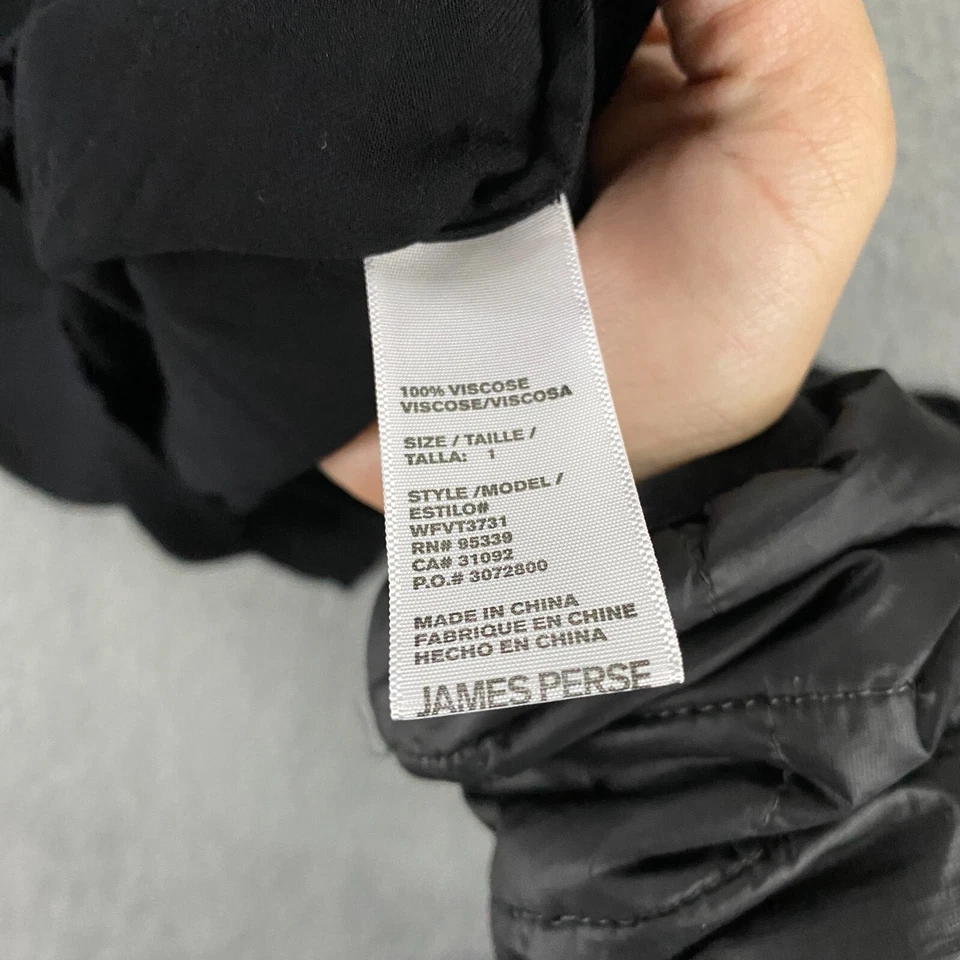 100% VISCOSE
VISCOSE/VISCOSA
SIZE / TAILLE /
TALLA: 1
STYLE /MODEL /
ESTILO#
WFVT3731
RN# 95339
CA# 31092
P.O.# 3072800
MADE IN CHINA
FABRIQUE EN CHINE
HECHO EN CHINA
JAMES PERSE